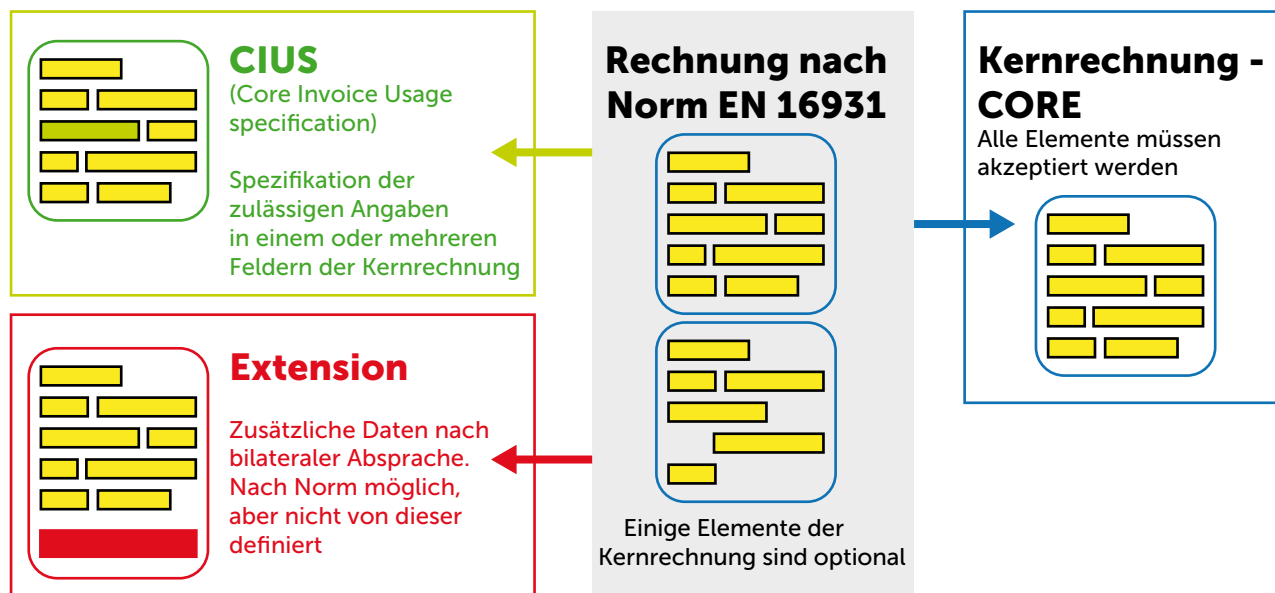 CIUS
(Core Invoice Usage
specification)
Spezifikation der
zulässigen Angaben
in einem oder mehreren
Feldern der Kernrechnung
Extension
Zusätzliche Daten nach
bilateraler Absprache.
Nach Norm möglich,
aber nicht von dieser
definiert
Rechnung nach
Norm EN 16931
Einige Elemente der
Kernrechnung sind optional
Kernrechnung -
CORE
Alle Elemente müssen
akzeptiert werden